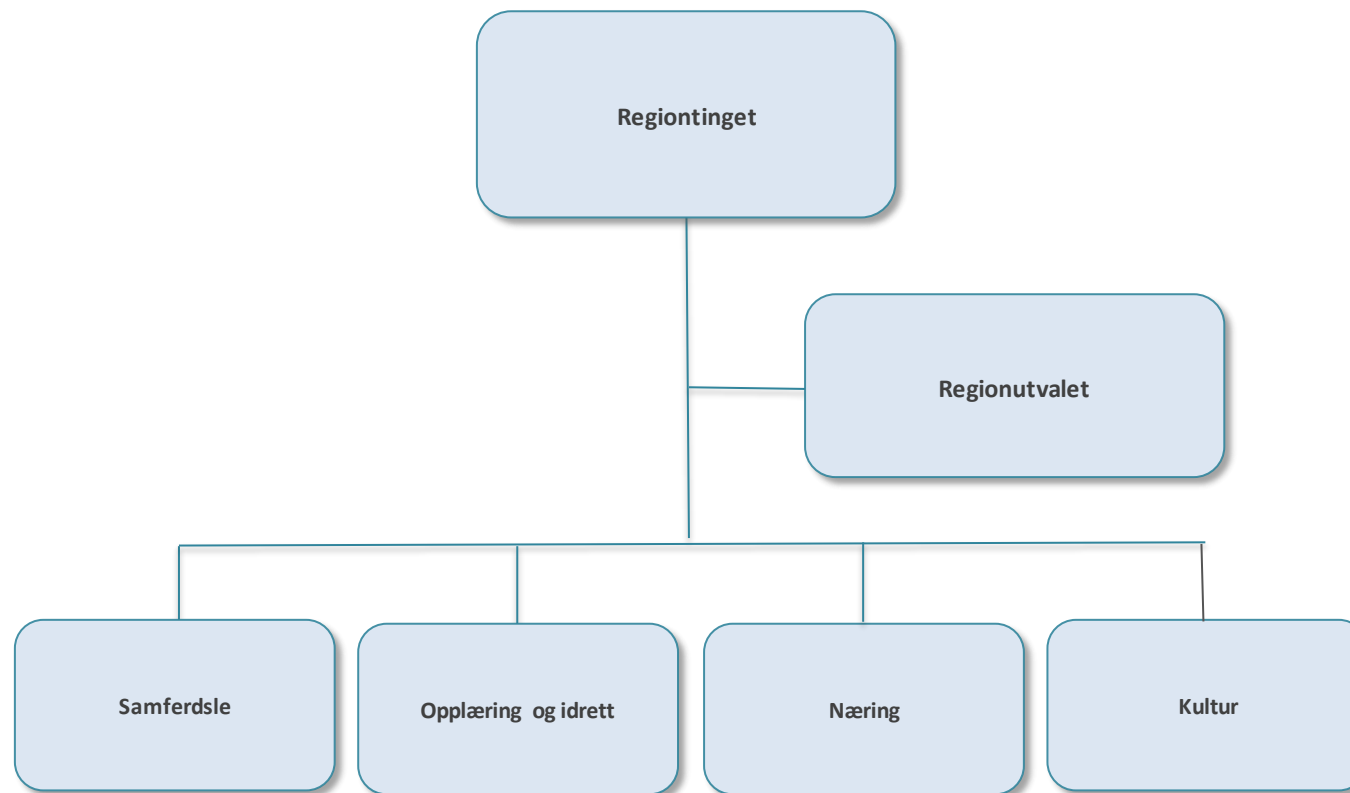 Regiontinget
Regionutvalet
Samferdsle
Opplæring og idrett
Næring
Kultur